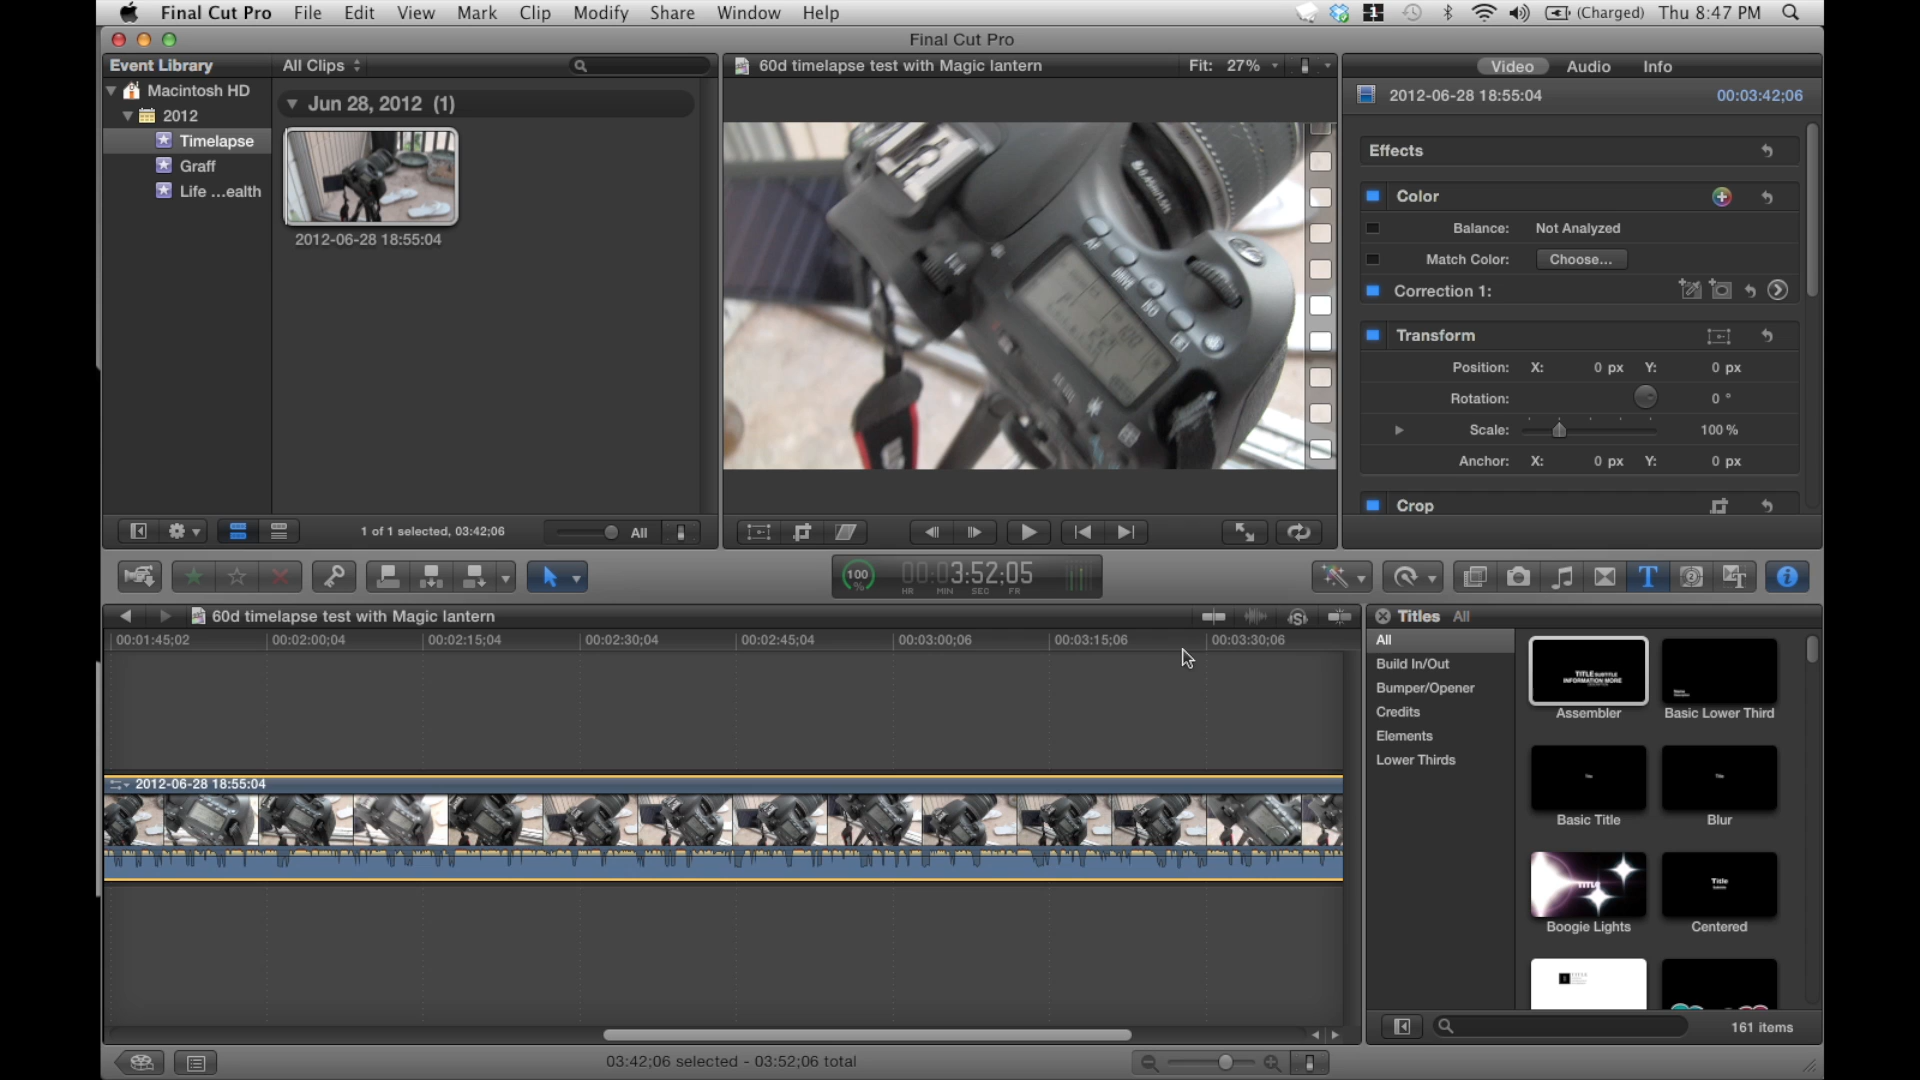 Final Cut Pro File Edit View Mark Clip Modify Share Window Help (Charged) Thu 8:47 PM
Final Cut Pro
Event Library All Clips
60d timelapse test with Magic lantern Fit: 27%
Video Audio Info
Macintosh HD
2012
Timelapse
Graff
Life ...ealth
Jun 28, 2012 (1)
2012-06-28 18:55:04
1 of 1 selected, 03:42;06 All
AF
DRIVE
ISO
2012-06-28 18:55:04 00:03:42;06
Effects
Color
Balance: Not Analyzed
Match Color: Choose...
Correction 1:
Transform
Position: X: 0 px Y: 0 px
Rotation: 0 °
Scale: 100 %
Anchor: X: 0 px Y: 0 px
Crop
100 %
00:03:52;05
HR MIN SEC FR
60d timelapse test with Magic lantern
00:01:45;02 00:02:00;04 00:02:15;04 00:02:30;04 00:02:45;04 00:03:00;06 00:03:15;06 00:03:30;06
2012-06-28 18:55:04
03:42;06 selected - 03:52;06 total
Titles All
All
Build In/Out
Bumper/Opener
Credits
Elements
Lower Thirds
TITLE SUBTITLE
INFORMATION MORE
Assembler Basic Lower Third
Title Title
Basic Title Blur
TITLE Title
Boogie Lights Centered
161 items